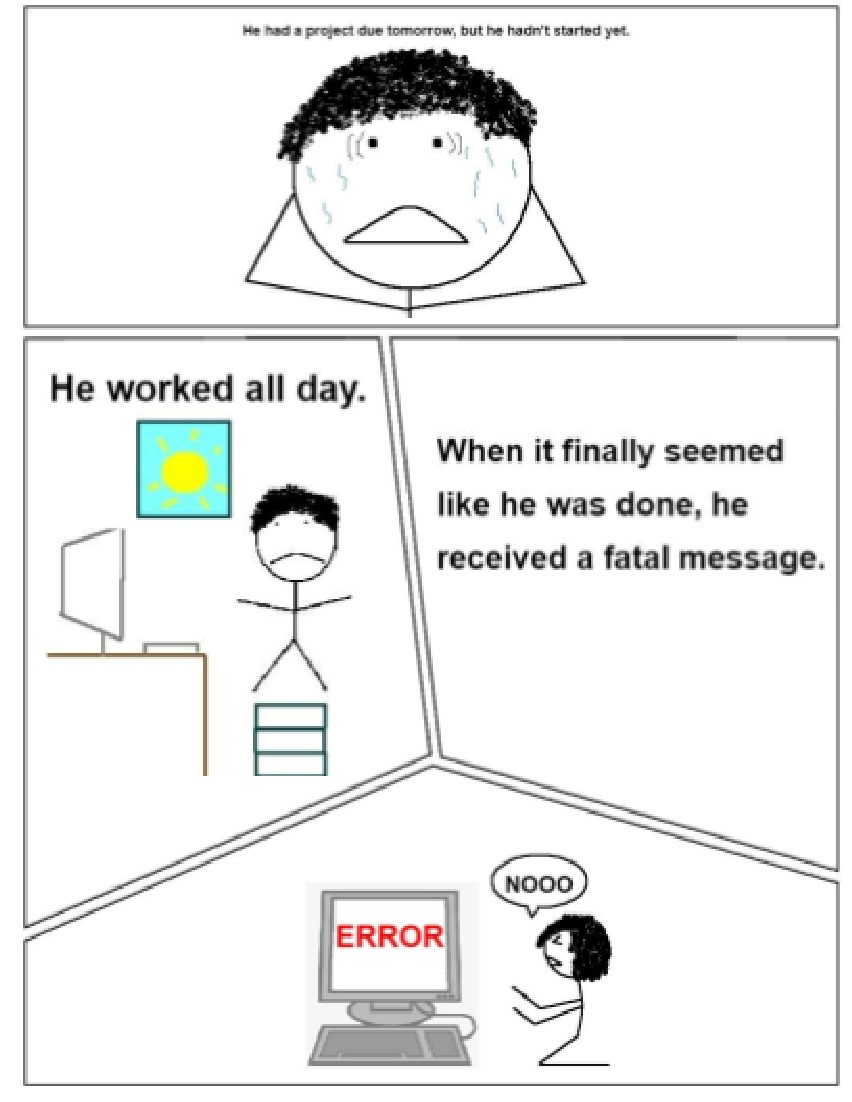 He had a project due tomorrow, but he hadn't started yet.
He worked all day.
When it finally seemed
like he was done, he
received a fatal message.
NOOO
ERROR